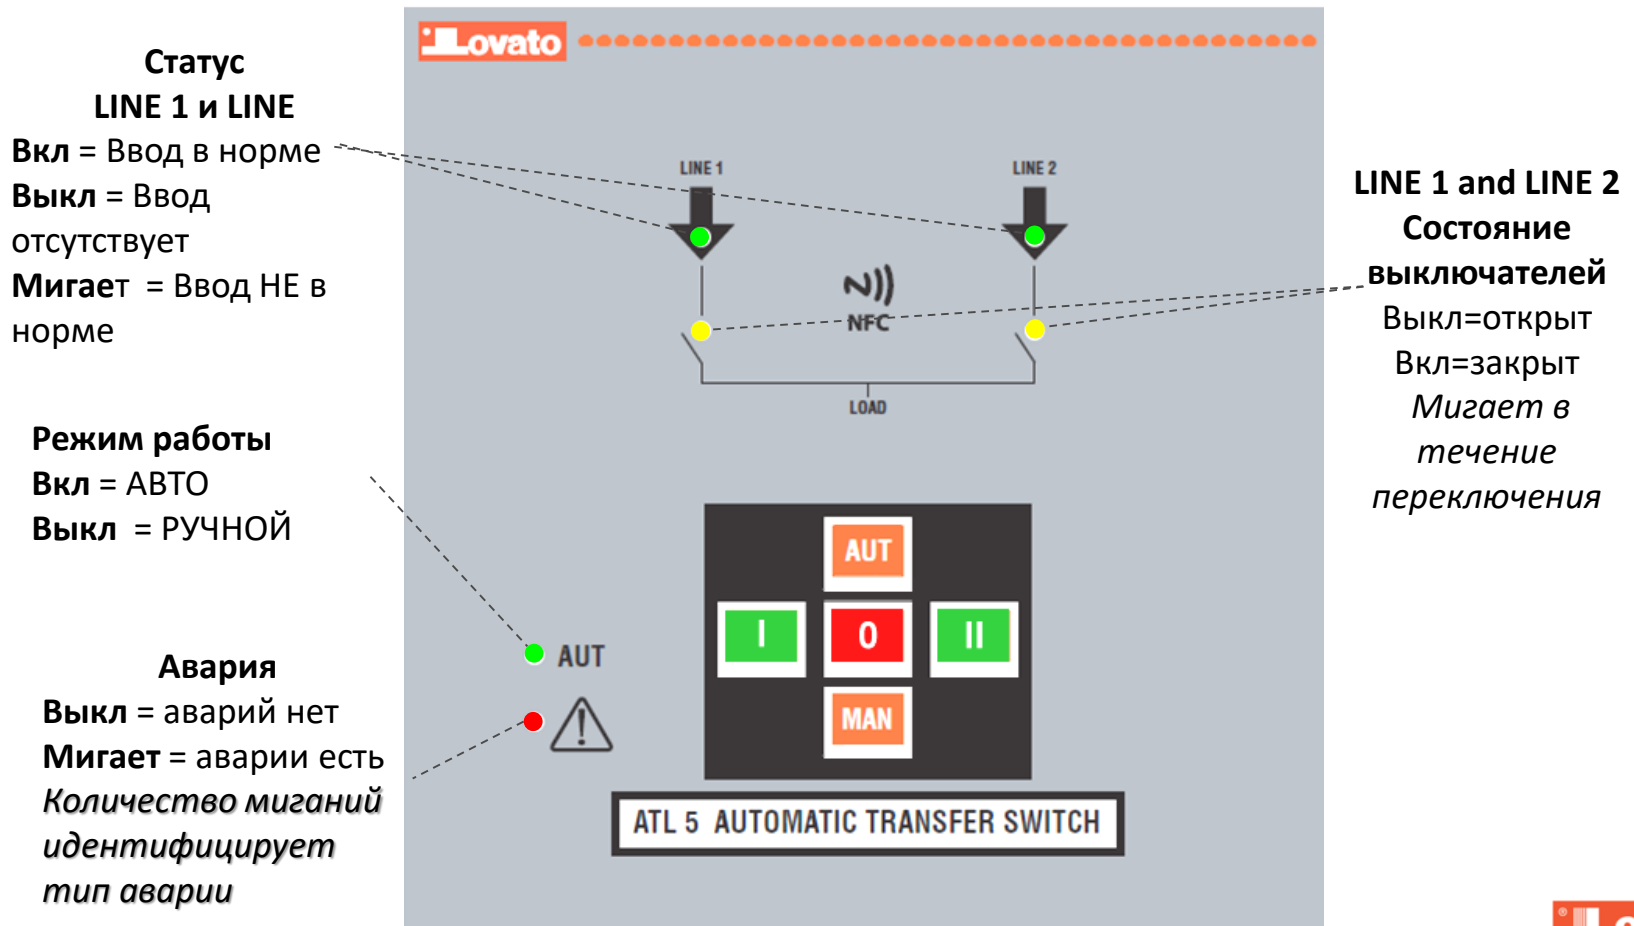 Lovato
Статус
LINE 1 и LINE
Вкл = Ввод в норме
Выкл = Ввод
отсутствует
Мигает = Ввод НЕ в
норме
Режим работы
Вкл = АВТО
Выкл = РУЧНОЙ
Авария
Выкл = аварий нет
Мигает = аварии есть
Количество миганий
идентифицирует
тип аварии
LINE 1
LINE 2
NFC
LOAD
AUT
I
0
II
MAN
AUT
ATL 5 AUTOMATIC TRANSFER SWITCH
LINE 1 and LINE 2
Состояние
выключателей
Выкл=открыт
Вкл=закрыт
Мигает в
течение
переключения